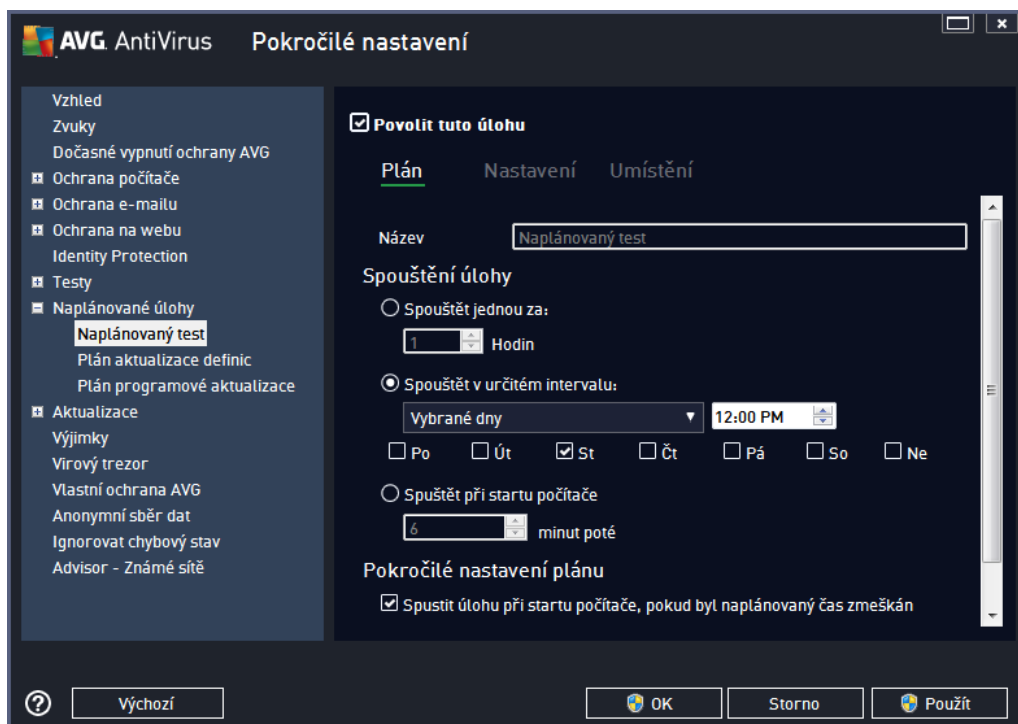 AVG. AntiVirus Pokročilé nastavení
Vzhled
Zvuky
Dočasné vypnutí ochrany AVG
Ochrana počítače
Ochrana e-mailu
Ochrana na webu
Identity Protection
Testy
Naplánované úlohy
Naplánovaný test
Plán aktualizace definic
Plán programové aktualizace
Aktualizace
Výjimky
Virový trezor
Vlastní ochrana AVG
Anonymní sběr dat
Ignorovat chybový stav
Advisor - Známé sítě
Povolit tuto úlohu
Plán Nastavení Umístění
Název Naplánovaný test
Spouštění úlohy
Spouštět jednou za:
1 Hodin
Spouštět v určitém intervalu:
Vybrané dny 12:00 PM
Po Út St Čt Pá So Ne
Spuštět při startu počítače
6 minut poté
Pokročilé nastavení plánu
Spustit úlohu při startu počítače, pokud byl naplánovaný čas zmeškán
Výchozí OK Storno Použít